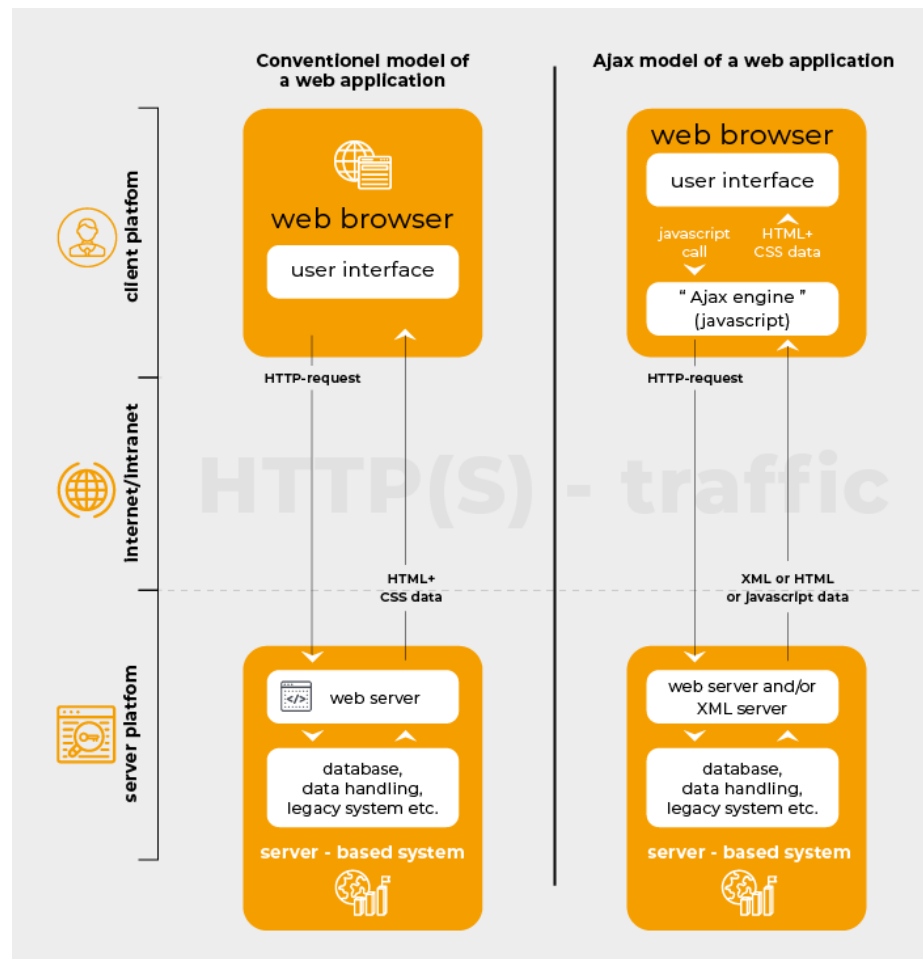 Conventionel model of
a web application
Ajax model of a web application
client platfom
Internet/Intranet
server platfom
web browser
user interface
HTTP-request
HTML+
CSS data
</>
web server
database,
data handling,
legacy system etc.
server - based system
web browser
user interface
javascript
call
HTML+
CSS data
“ Ajax engine ”
(javascript)
HTTP-request
HTTP(S) - traffic
XML or HTML
or javascript data
web server and/or
XML server
database,
data handling,
legacy system etc.
server - based system